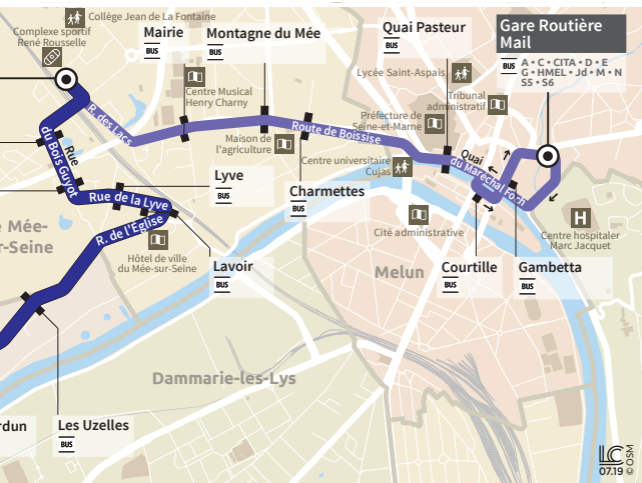 Collège Jean de La Fontaine
Complexe sportif
René Rousselle
Mairie
BUS
Montagne du Mée
BUS
Quai Pasteur
BUS
Gare Routière
Mail
BUS A • C • CITA • D • E
G • HMEL • Jd • M • N
S5 • S6
Lycée Saint-Aspais
Centre Musical
Henry Charny
Tribunal
administratif
Préfecture de
Seine-et-Marne
R. des Lacs
Route de Boissise
Maison de
l'agriculture
Rue
du Bois Guyot
Centre universitaire
Cujas
Quai
du Maréchal Foch
Lyve
BUS
Charmettes
BUS
Rue de la Lyve
R. de l'Église
e Mée-
r-Seine
H
Centre hospitaler
Marc Jacquet
Cité administrative
Hôtel de ville
du Mée-sur-Seine
Lavoir
BUS
Melun
Courtille
BUS
Gambetta
BUS
Dammarie-les-Lys
rdun
Les Uzelles
BUS
LC
07.19
© OSM